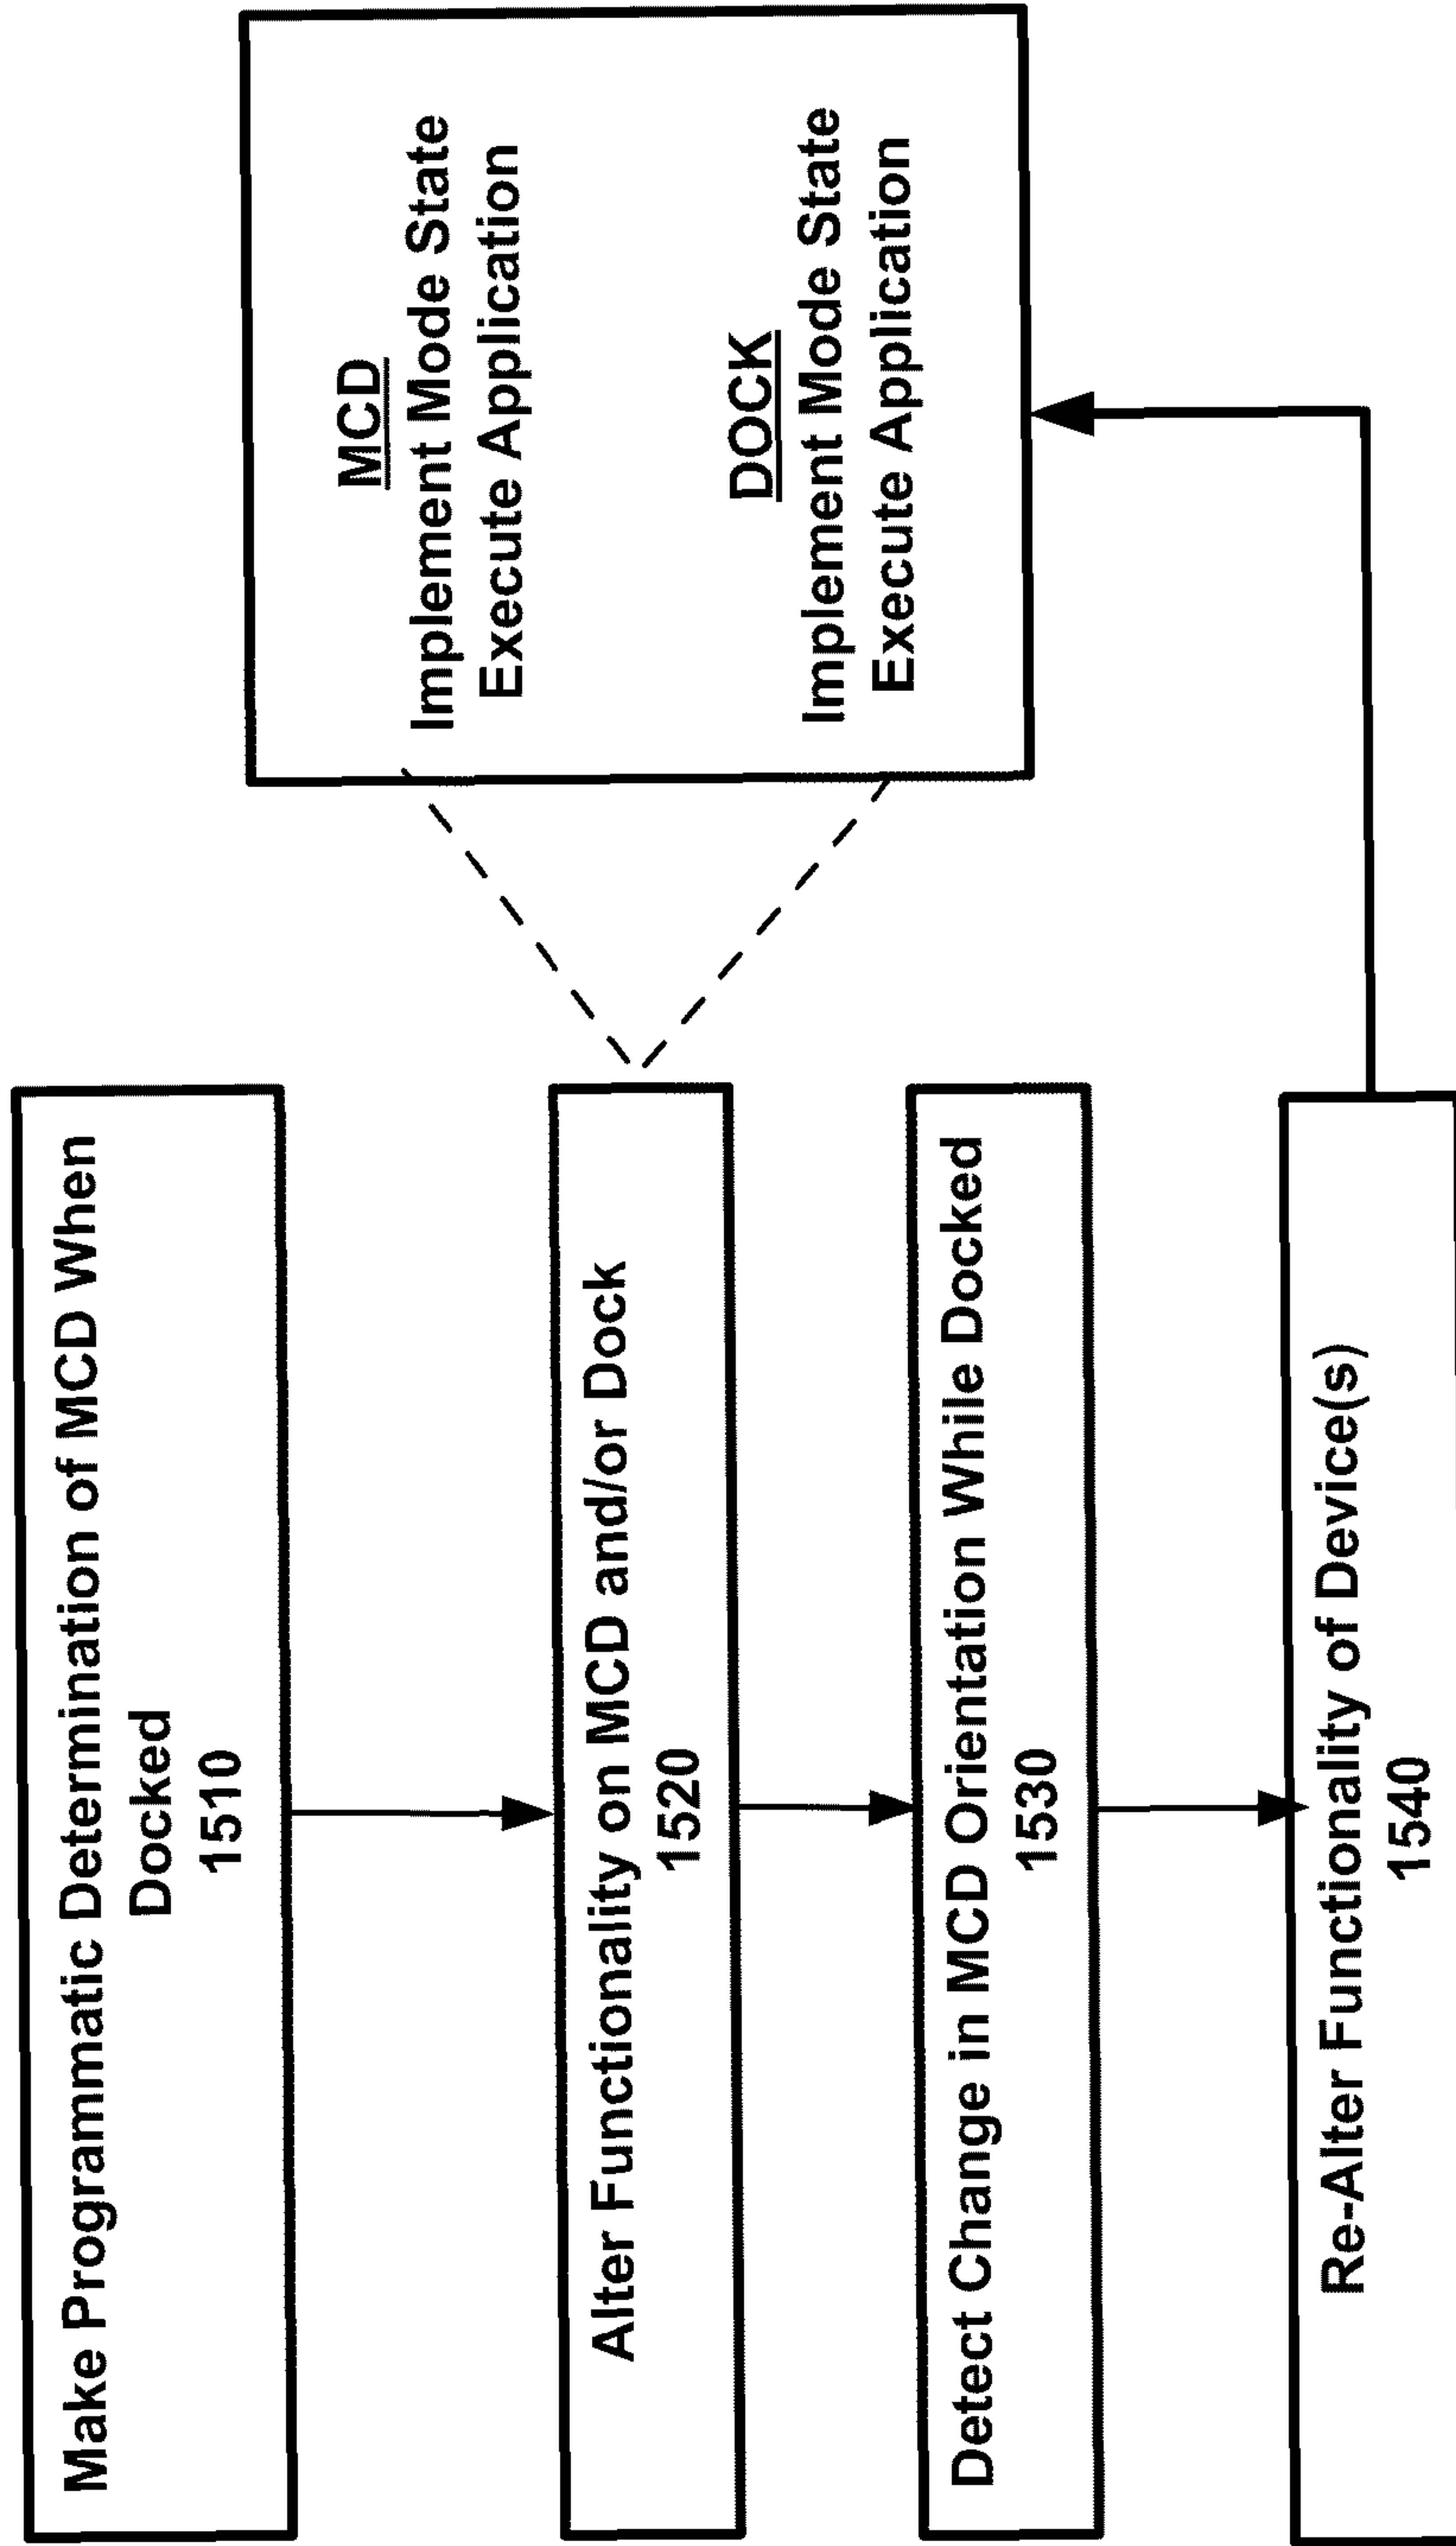 Make Programmatic Determination of MCD When
Docked
1510
Alter Functionality on MCD and/or Dock
1520
Detect Change in MCD Orientation While Docked
1530
Re-Alter Functionality of Device(s)
1540
MCD
Implement Mode State
Execute Application
DOCK
Implement Mode State
Execute Application